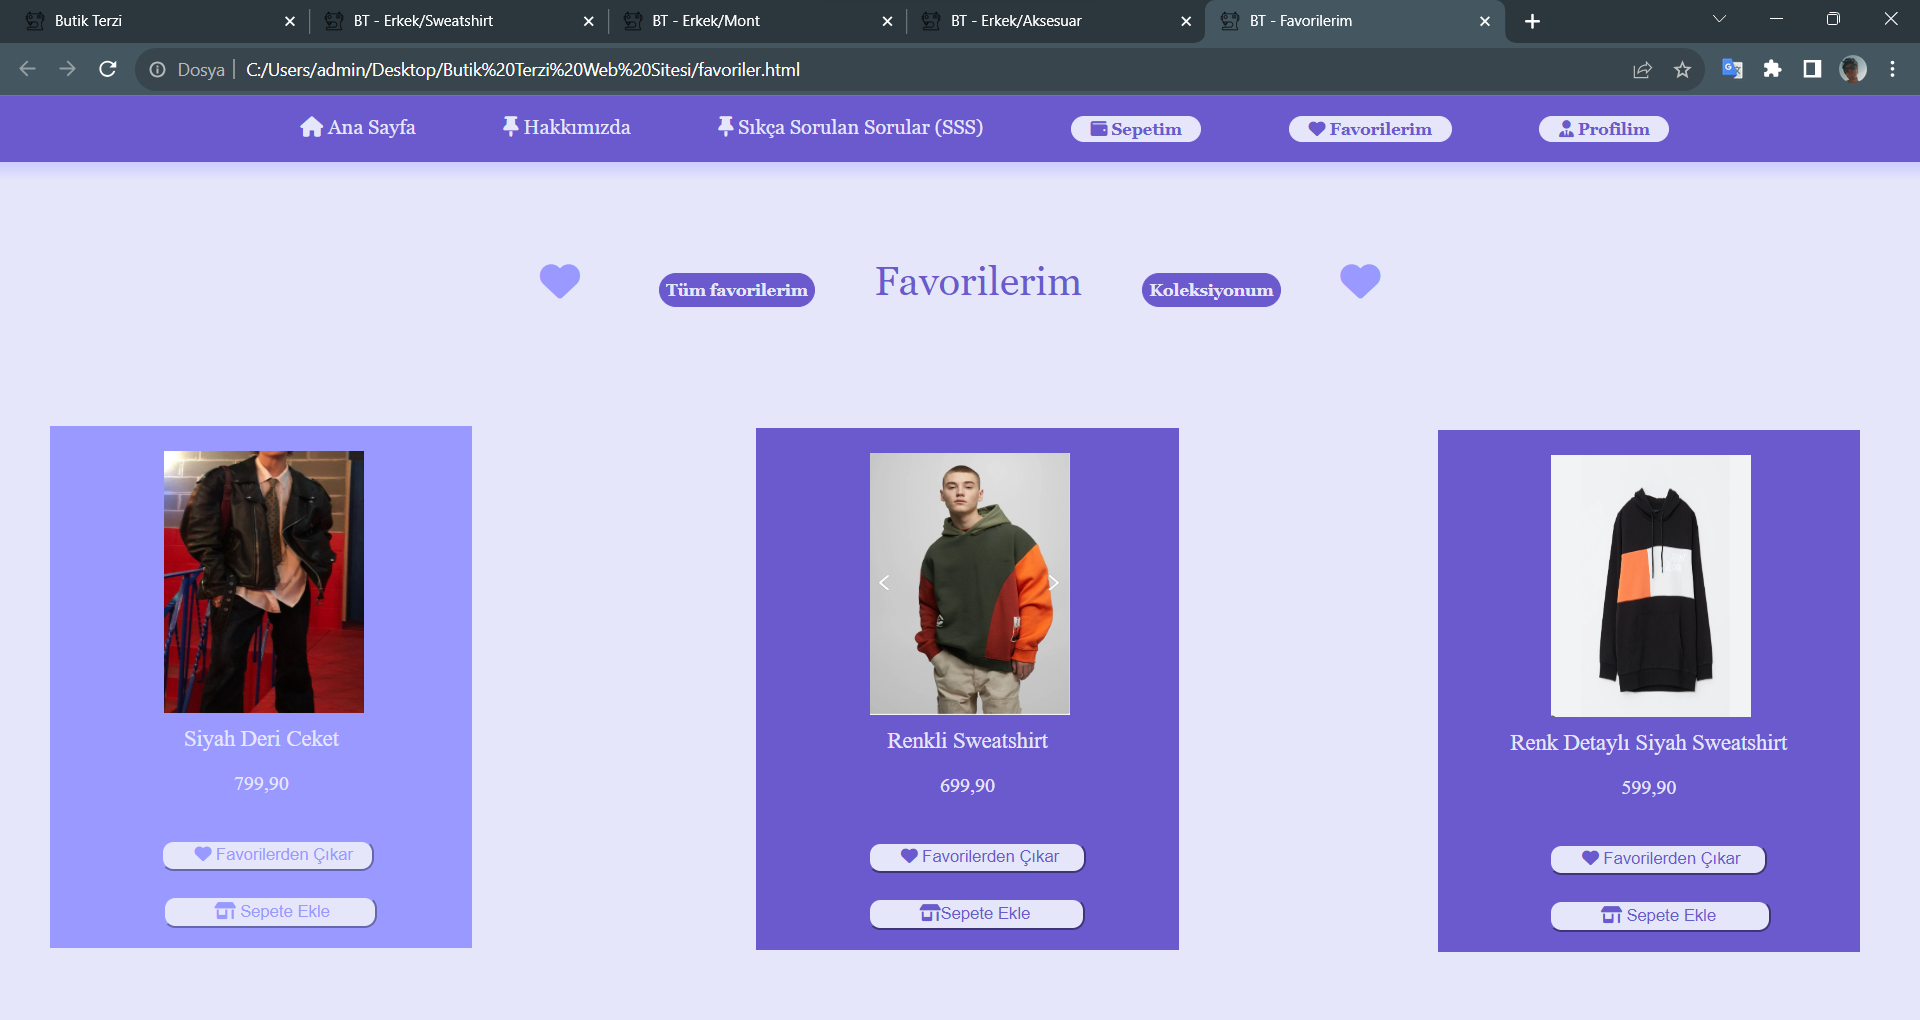 Butik Terzi
BT - Erkek/Sweatshirt
BT - Erkek/Mont
BT - Erkek/Aksesuar
BT - Favorilerim
Dosya
C:/Users/admin/Desktop/Butik%20Terzi%20Web%20Sitesi/favoriler.html
Ana Sayfa
Hakkımızda
Sıkça Sorulan Sorular (SSS)
Sepetim
Favorilerim
Profilim
Tüm favorilerim
Favorilerim
Koleksiyonum
Siyah Deri Ceket
799,90
Favorilerden Çıkar
Sepete Ekle
Renkli Sweatshirt
699,90
Favorilerden Çıkar
Sepete Ekle
Renk Detaylı Siyah Sweatshirt
599,90
Favorilerden Çıkar
Sepete Ekle